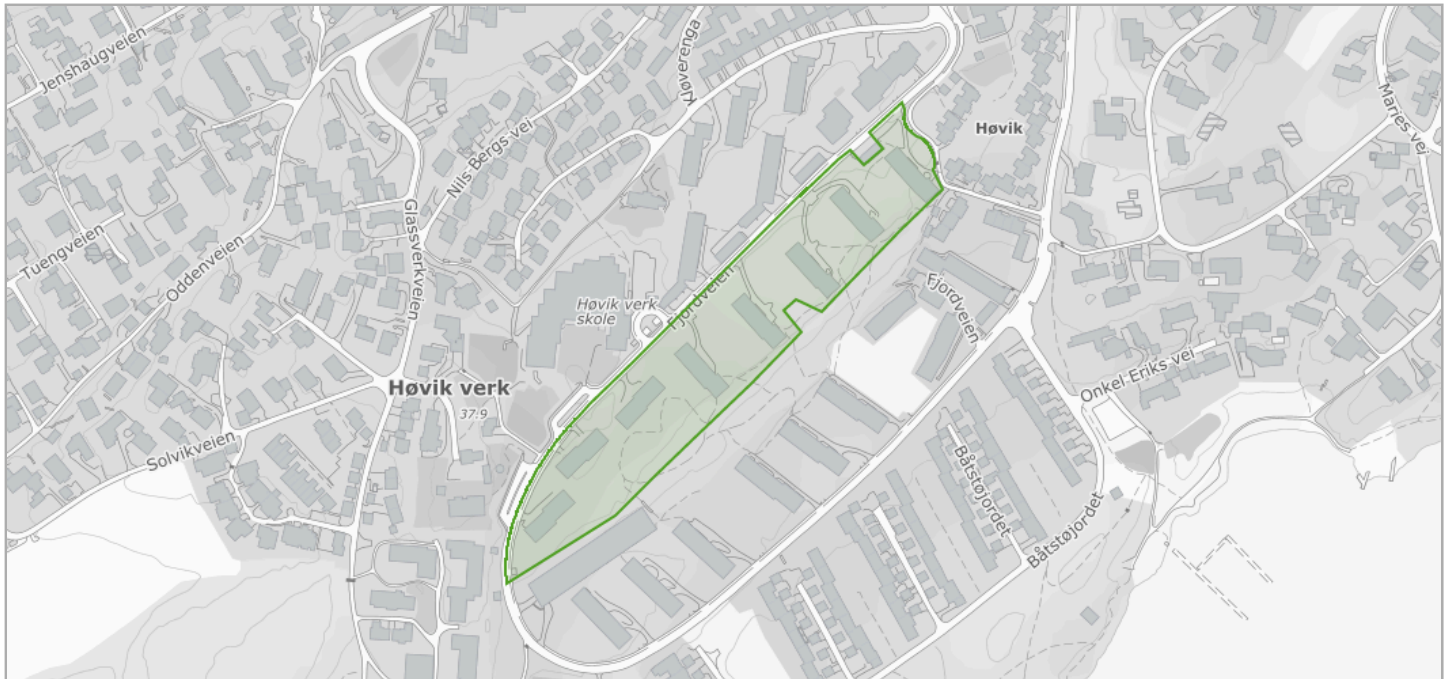 Jenshaugveien
Kløverenga
Maries vei
Nils Bergs vei
Høvik
Tuengveien
Oddenveien
Glassverkveien
Fjordveien
Fjordveien
Høvik verk
skole
Høvik verk
37.9
Onkel Eriks vei
Solvikveien
Båtstøjordet
Båtstøjordet